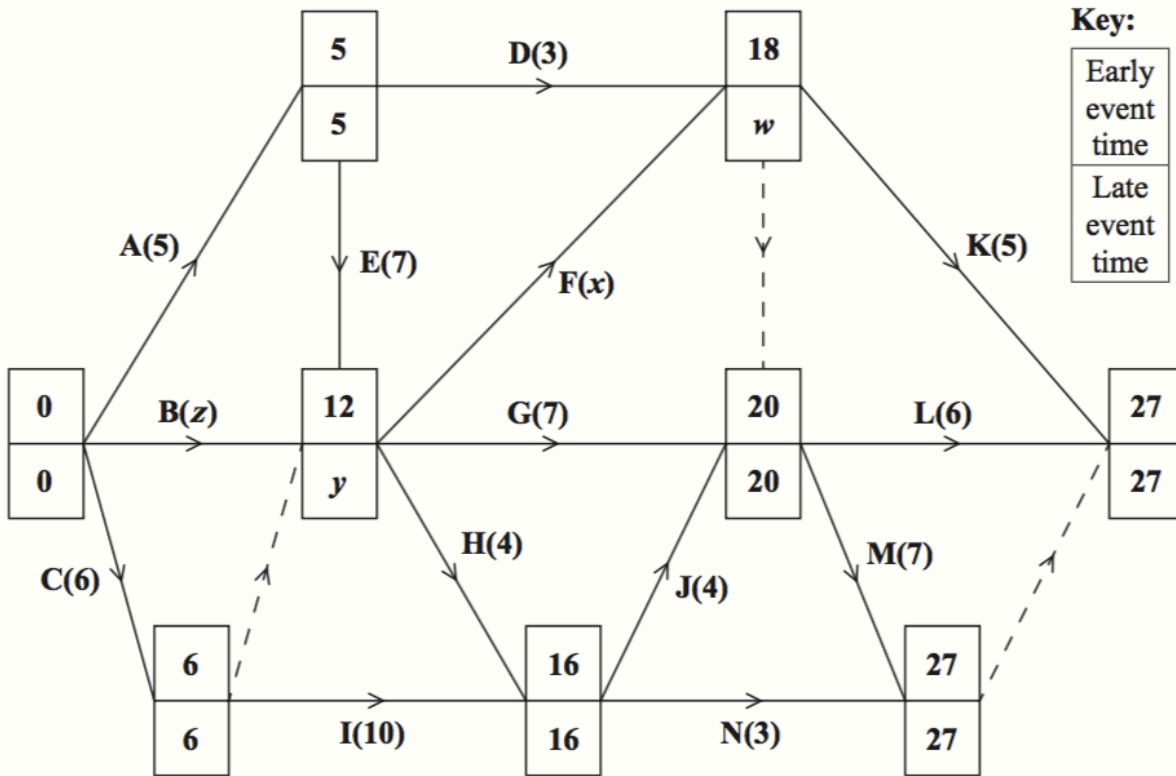 Key:
Early
event
time
Late
event
time
5
5
D(3)
18
w
A(5)
E(7)
F(x)
K(5)
0
0
B(z)
12
y
G(7)
20
20
L(6)
27
27
C(6)
H(4)
J(4)
M(7)
6
6
I(10)
16
16
N(3)
27
27